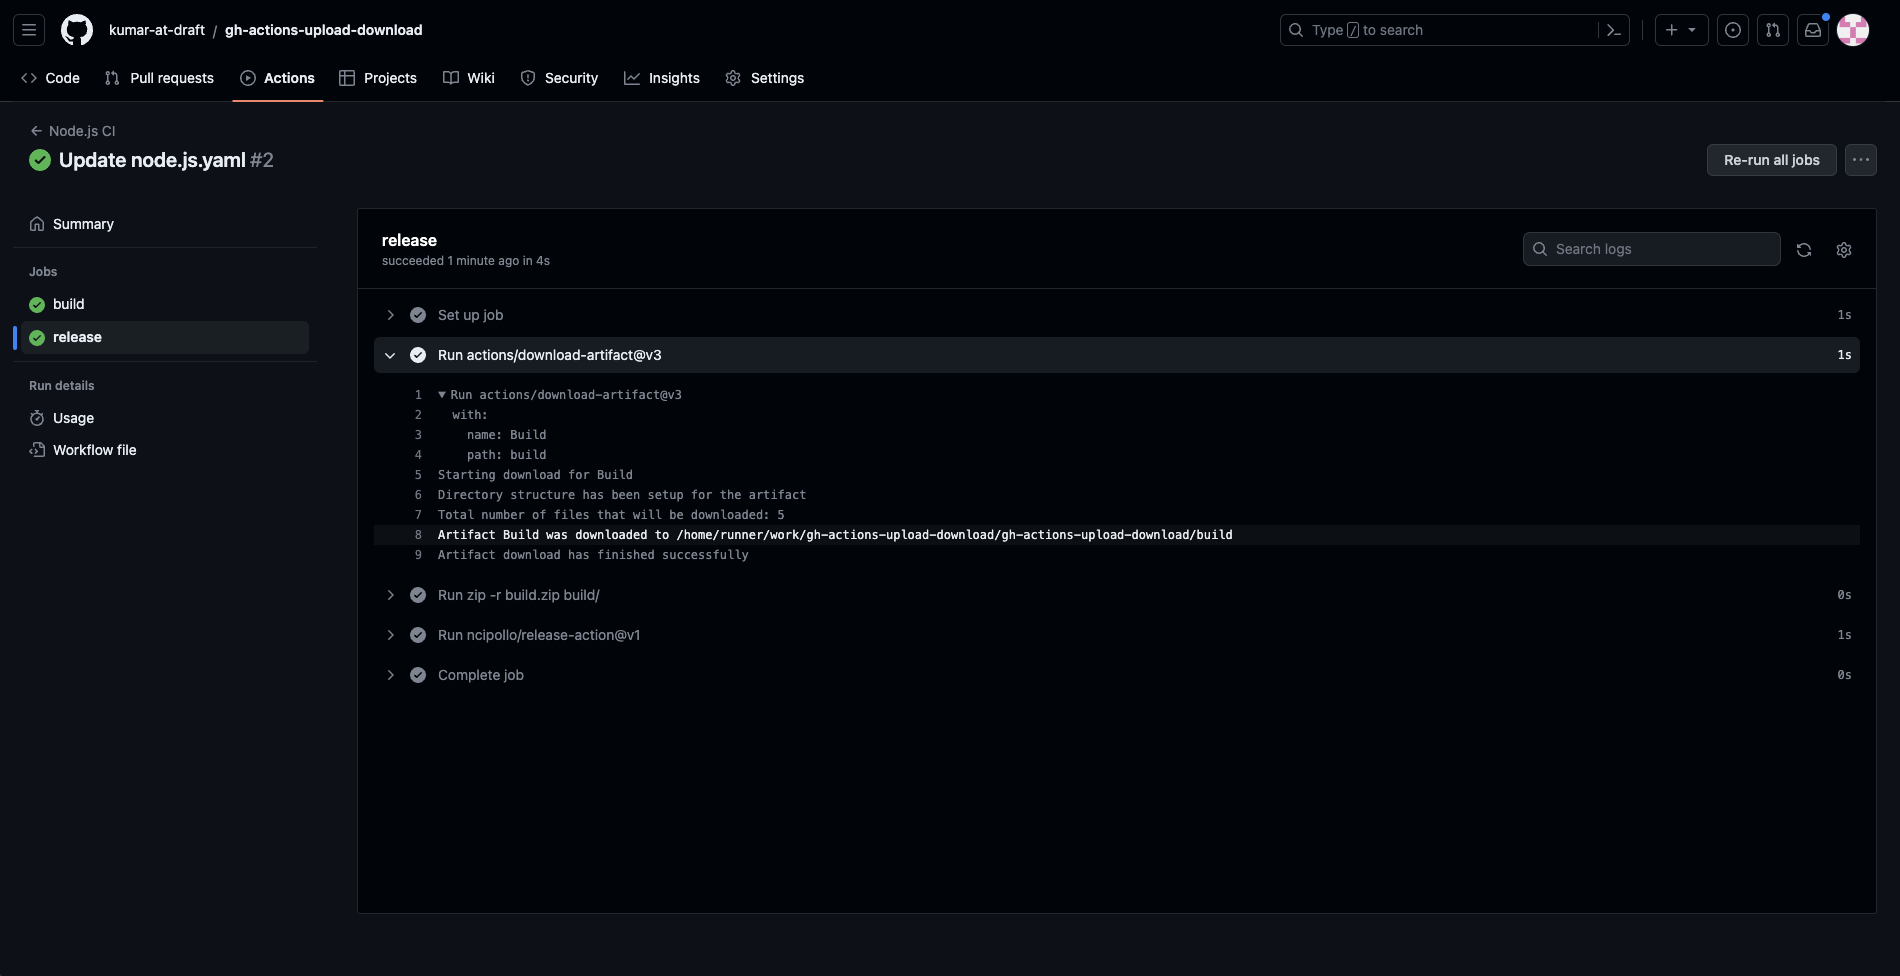 kumar-at-draft / gh-actions-upload-download
Type / to search
Code
Pull requests
Actions
Projects
Wiki
Security
Insights
Settings
Node.js CI
Update node.js.yaml #2
Re-run all jobs
Summary
Jobs
build
release
Run details
Usage
Workflow file
release
succeeded 1 minute ago in 4s
Search logs
Set up job 1s
Run actions/download-artifact@v3 1s
1 ▼ Run actions/download-artifact@v3
2 with:
3 name: Build
4 path: build
5 Starting download for Build
6 Directory structure has been setup for the artifact
7 Total number of files that will be downloaded: 5
8 Artifact Build was downloaded to /home/runner/work/gh-actions-upload-download/gh-actions-upload-download/build
9 Artifact download has finished successfully
Run zip -r build.zip build/ 0s
Run ncipollo/release-action@v1 1s
Complete job 0s